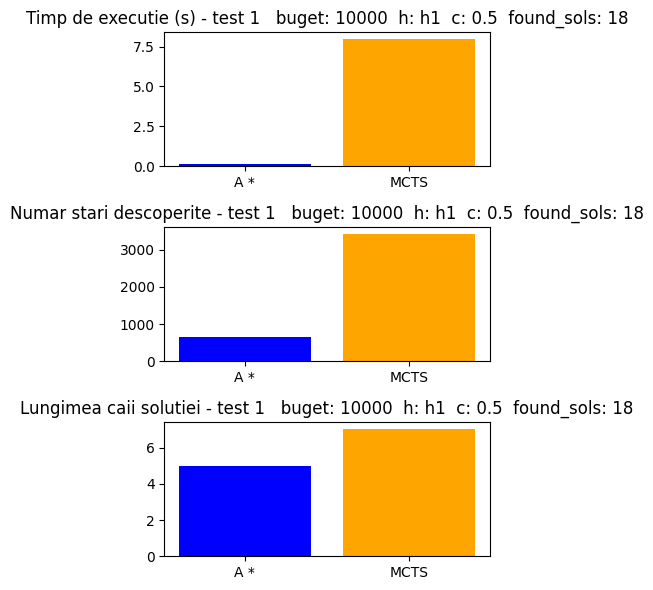 Timp de executie (s) - test 1   buget: 10000  h: h1  c: 0.5  found_sols: 18
7.5
5.0
2.5
0.0
A *
MCTS
Numar stari descoperite - test 1   buget: 10000  h: h1  c: 0.5  found_sols: 18
3000
2000
1000
0
A *
MCTS
Lungimea caii solutiei - test 1   buget: 10000  h: h1  c: 0.5  found_sols: 18
6
4
2
0
A *
MCTS